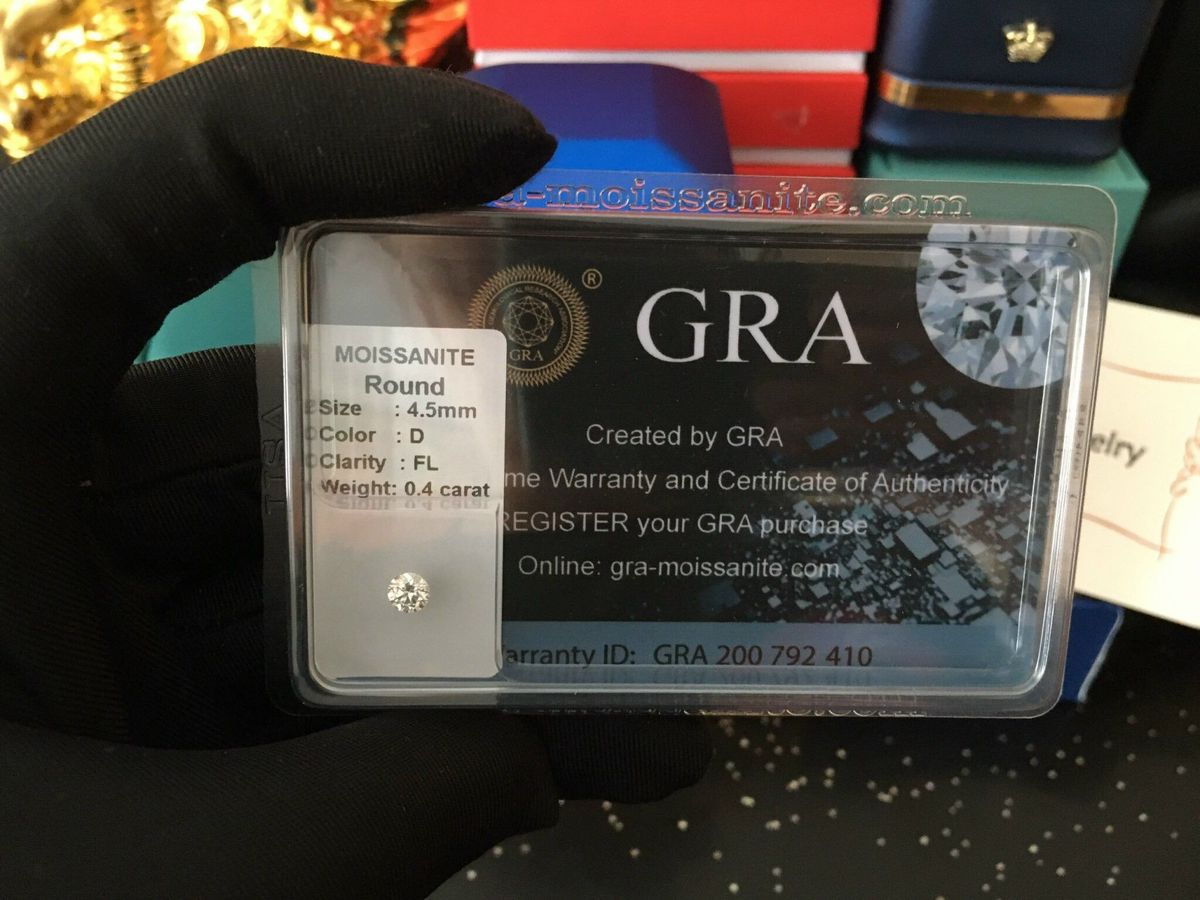 -moissanite.com
®
GRA
GRA
MOISSANITE
Round
Size : 4.5mm
Color : D
Clarity : FL
Weight: 0.4 carat
Created by GRA
me Warranty and Certificate of Authenticity
REGISTER your GRA purchase
Online: gra-moissanite.com
arranty ID: GRA 200 792 410
elry